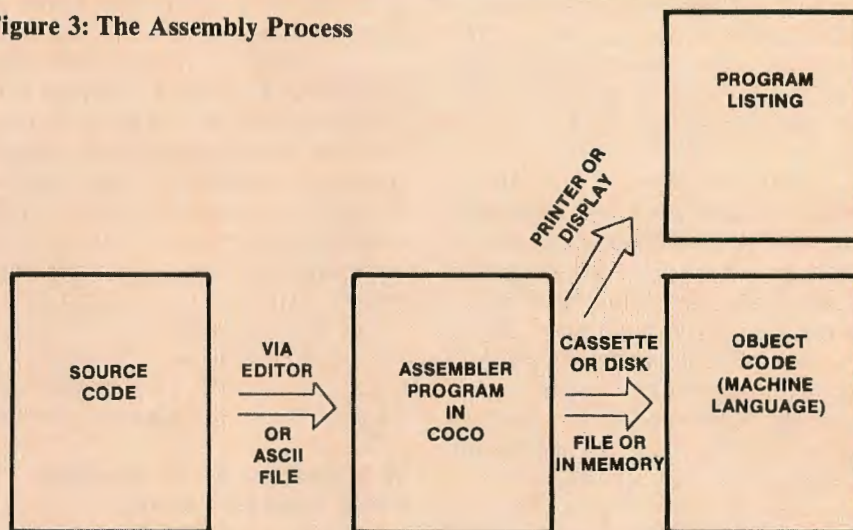 igure 3: The Assembly Process
PROGRAM
LISTING
PRINTER OR
DISPLAY
SOURCE
CODE
VIA
EDITOR
OR
ASCII
FILE
ASSEMBLER
PROGRAM
IN
COCO
CASSETTE
OR DISK
FILE OR
IN MEMORY
OBJECT
CODE
(MACHINE
LANGUAGE)